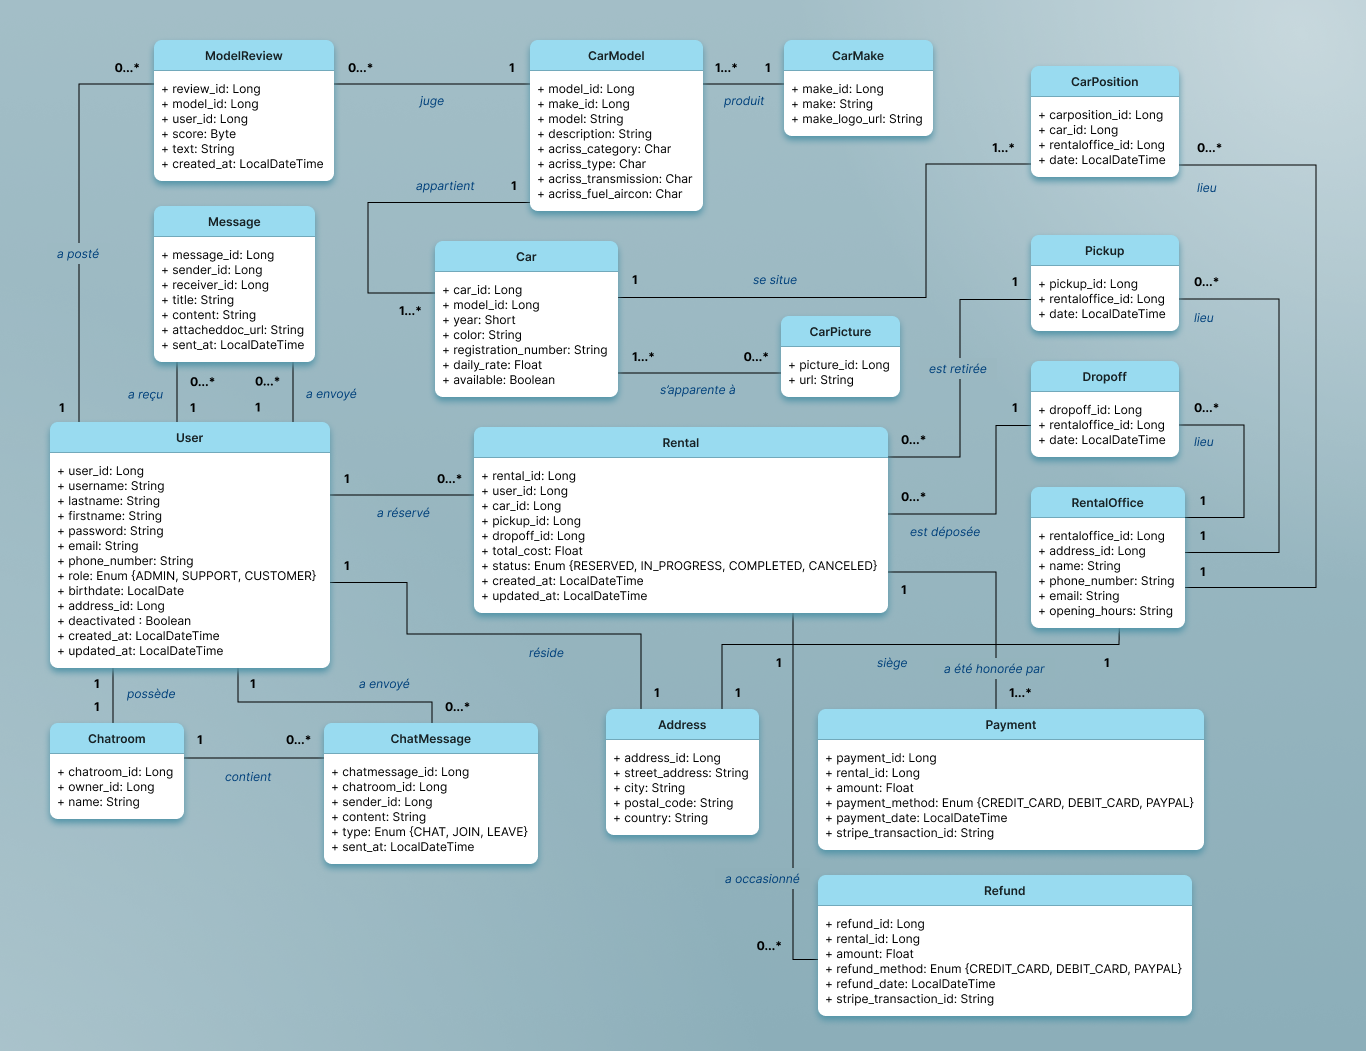 ModelReview
+ review_id: Long
+ model_id: Long
+ user_id: Long
+ score: Byte
+ text: String
+ created_at: LocalDateTime
0...*
0...*
juge
1
CarModel
+ model_id: Long
+ make_id: Long
+ model: String
+ description: String
+ acriss_category: Char
+ acriss_type: Char
+ acriss_transmission: Char
+ acriss_fuel_aircon: Char
1...*
1
produit
CarMake
+ make_id: Long
+ make: String
+ make_logo_url: String
CarPosition
+ carposition_id: Long
+ car_id: Long
+ rentaloffice_id: Long
+ date: LocalDateTime
1...*
0...*
lieu
appartient
1
a posté
Message
+ message_id: Long
+ sender_id: Long
+ receiver_id: Long
+ title: String
+ content: String
+ attacheddoc_url: String
+ sent_at: LocalDateTime
Car
+ car_id: Long
+ model_id: Long
+ year: Short
+ color: String
+ registration_number: String
+ daily_rate: Float
+ available: Boolean
1...*
1
se situe
1...*
0...*
s'apparente à
CarPicture
+ picture_id: Long
+ url: String
Pickup
+ pickup_id: Long
+ rentaloffice_id: Long
+ date: LocalDateTime
1
0...*
lieu
est retirée
Dropoff
+ dropoff_id: Long
+ rentaloffice_id: Long
+ date: LocalDateTime
1
0...*
lieu
0...*
0...*
a reçu
a envoyé
1
1
1
User
+ user_id: Long
+ username: String
+ lastname: String
+ firstname: String
+ password: String
+ email: String
+ phone_number: String
+ role: Enum {ADMIN, SUPPORT, CUSTOMER}
+ birthdate: LocalDate
+ address_id: Long
+ deactivated : Boolean
+ created_at: LocalDateTime
+ updated_at: LocalDateTime
1
0...*
a réservé
1
réside
Rental
+ rental_id: Long
+ user_id: Long
+ car_id: Long
+ pickup_id: Long
+ dropoff_id: Long
+ total_cost: Float
+ status: Enum {RESERVED, IN_PROGRESS, COMPLETED, CANCELED}
+ created_at: LocalDateTime
+ updated_at: LocalDateTime
0...*
0...*
est déposée
1
RentalOffice
+ rentaloffice_id: Long
+ address_id: Long
+ name: String
+ phone_number: String
+ email: String
+ opening_hours: String
1
1
1
1
siège
a été honorée par
1
1...*
1
possède
1
1
a envoyé
0...*
1
1
Chatroom
+ chatroom_id: Long
+ owner_id: Long
+ name: String
1
0...*
contient
ChatMessage
+ chatmessage_id: Long
+ chatroom_id: Long
+ sender_id: Long
+ content: String
+ type: Enum {CHAT, JOIN, LEAVE}
+ sent_at: LocalDateTime
Address
+ address_id: Long
+ street_address: String
+ city: String
+ postal_code: String
+ country: String
Payment
+ payment_id: Long
+ rental_id: Long
+ amount: Float
+ payment_method: Enum {CREDIT_CARD, DEBIT_CARD, PAYPAL}
+ payment_date: LocalDateTime
+ stripe_transaction_id: String
a occasionné
0...*
Refund
+ refund_id: Long
+ rental_id: Long
+ amount: Float
+ refund_method: Enum {CREDIT_CARD, DEBIT_CARD, PAYPAL}
+ refund_date: LocalDateTime
+ stripe_transaction_id: String